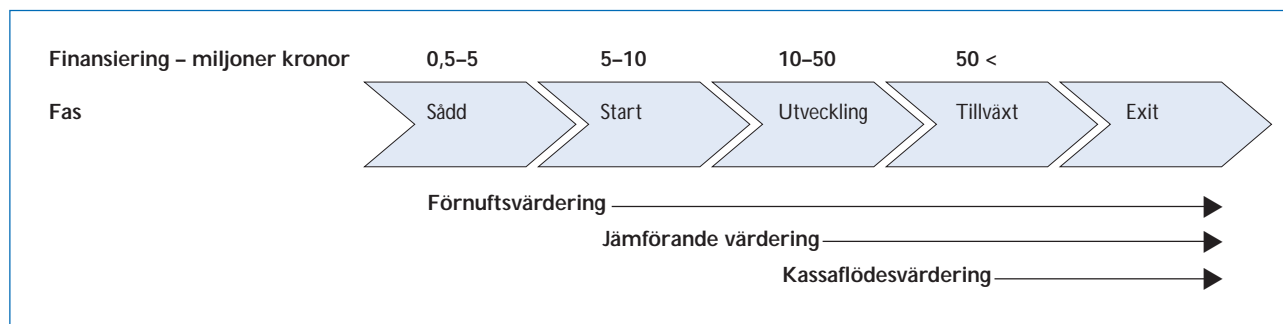 Finansiering – miljoner kronor 0,5–5 5–10 10–50 50 <
Fas Sådd Start Utveckling Tillväxt Exit
Förnuftsvärdering
Jämförande värdering
Kassaflödesvärdering